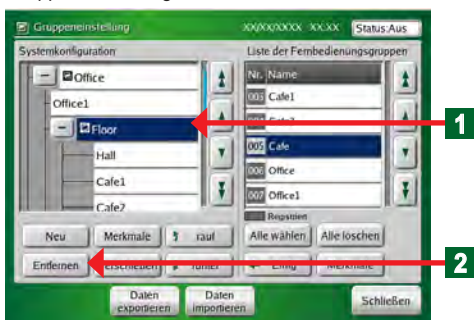 Gruppeneinstellung
XX/XX/XXXX XX:XX
Status:Aus
Systemkonfiguration
Office
Office1
Floor
Hall
Cafe1
Cafe2
Liste der Fernbedienungsgruppen
Nr. Name
003 Cafe1
005 Cafe
006 Office
007 Office1
Registrien
1
Neu
Merkmale
rauf
Alle wählen
Alle löschen
Entfernen
2
Daten exportieren
Daten importieren
Schließen